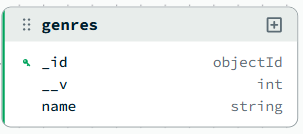 genres
_id objectId
__v int
name string